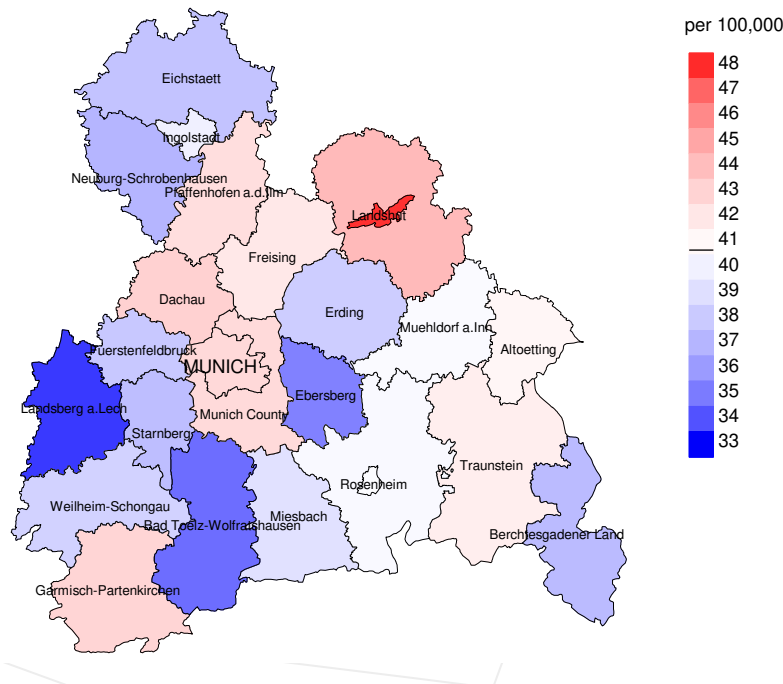 per 100,000
48
47
46
45
44
43
42
41
40
39
38
37
36
35
34
33
Eichstaett
Ingolstadt
Neuburg-Schrobenhausen
Pfaffenhofen a.d.Ilm
Landshut
Freising
Dachau
Erding
Muehldorf a.Inn
Altoetting
Fuerstenfeldbruck
MUNICH
Ebersberg
Landsberg a.Lech
Munich County
Starnberg
Traunstein
Rosenheim
Weilheim-Schongau
Miesbach
Bad Toelz-Wolfratshausen
Berchtesgadener Land
Garmisch-Partenkirchen